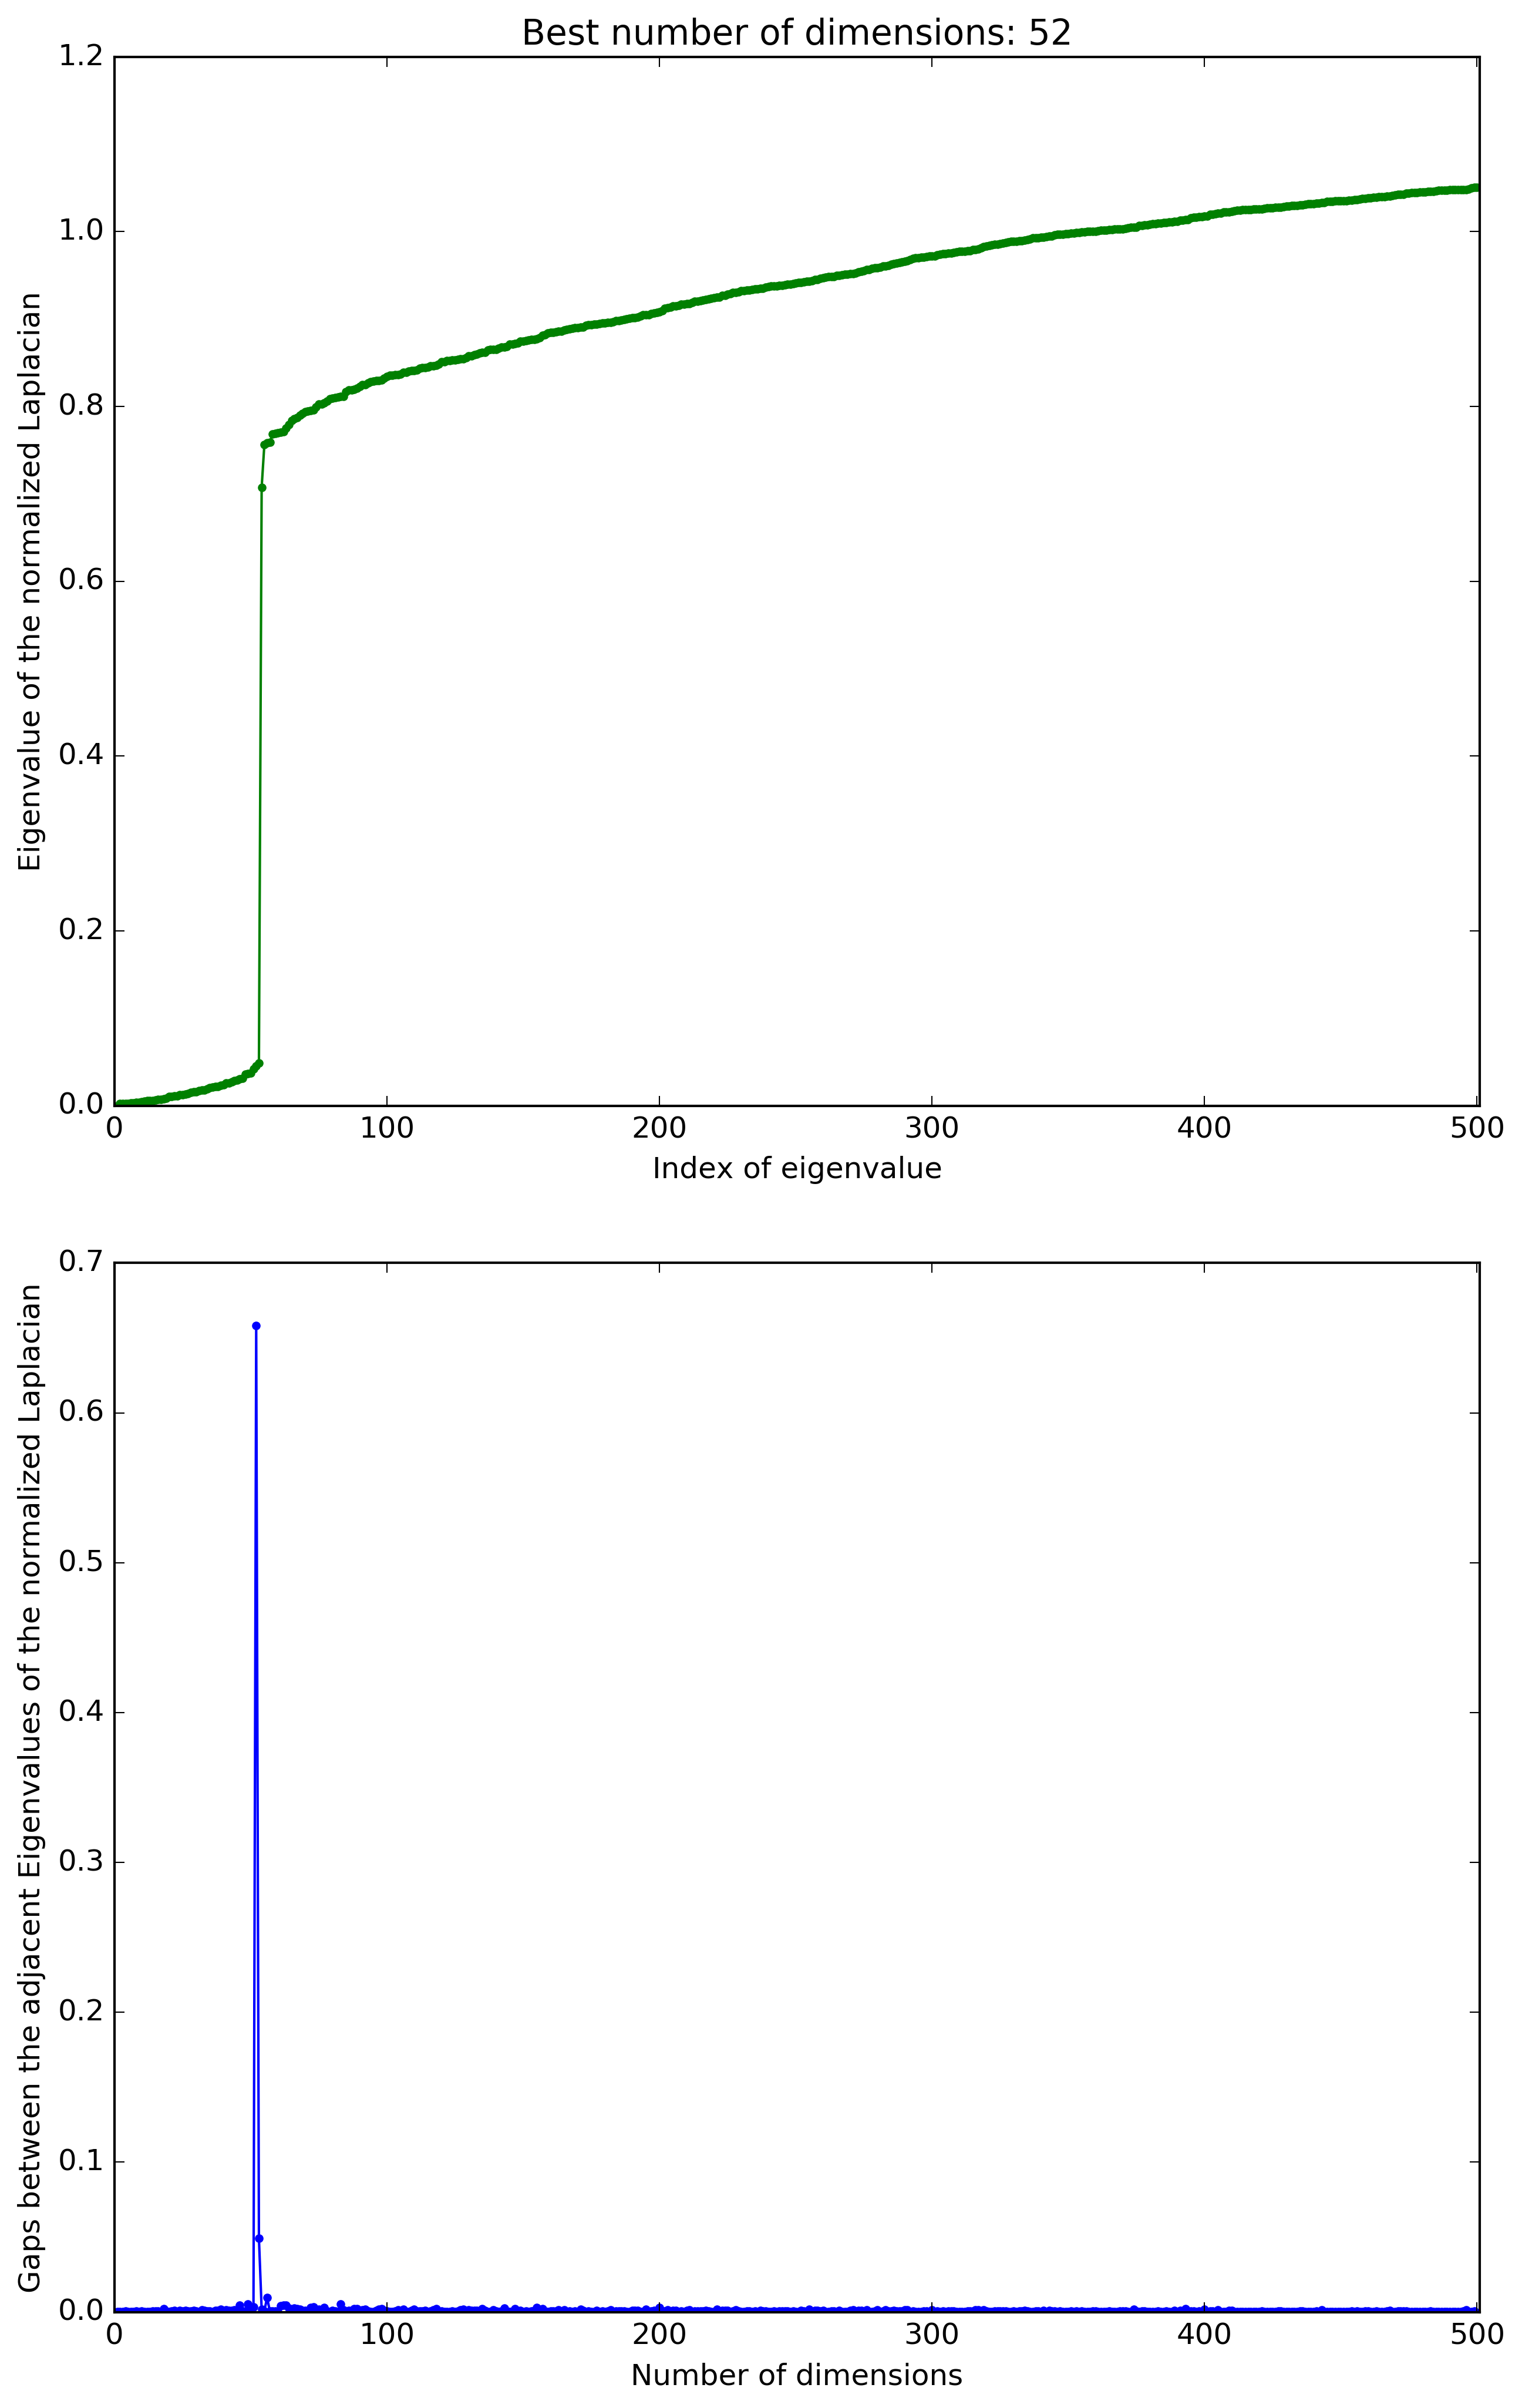 Best number of dimensions: 52
1.2
1.0
0.8
0.6
0.4
0.2
0.0
Eigenvalue of the normalized Laplacian
0 100 200 300 400 500
Index of eigenvalue
0.7
0.6
0.5
0.4
0.3
0.2
0.1
0.0
Gaps between the adjacent Eigenvalues of the normalized Laplacian
0 100 200 300 400 500
Number of dimensions